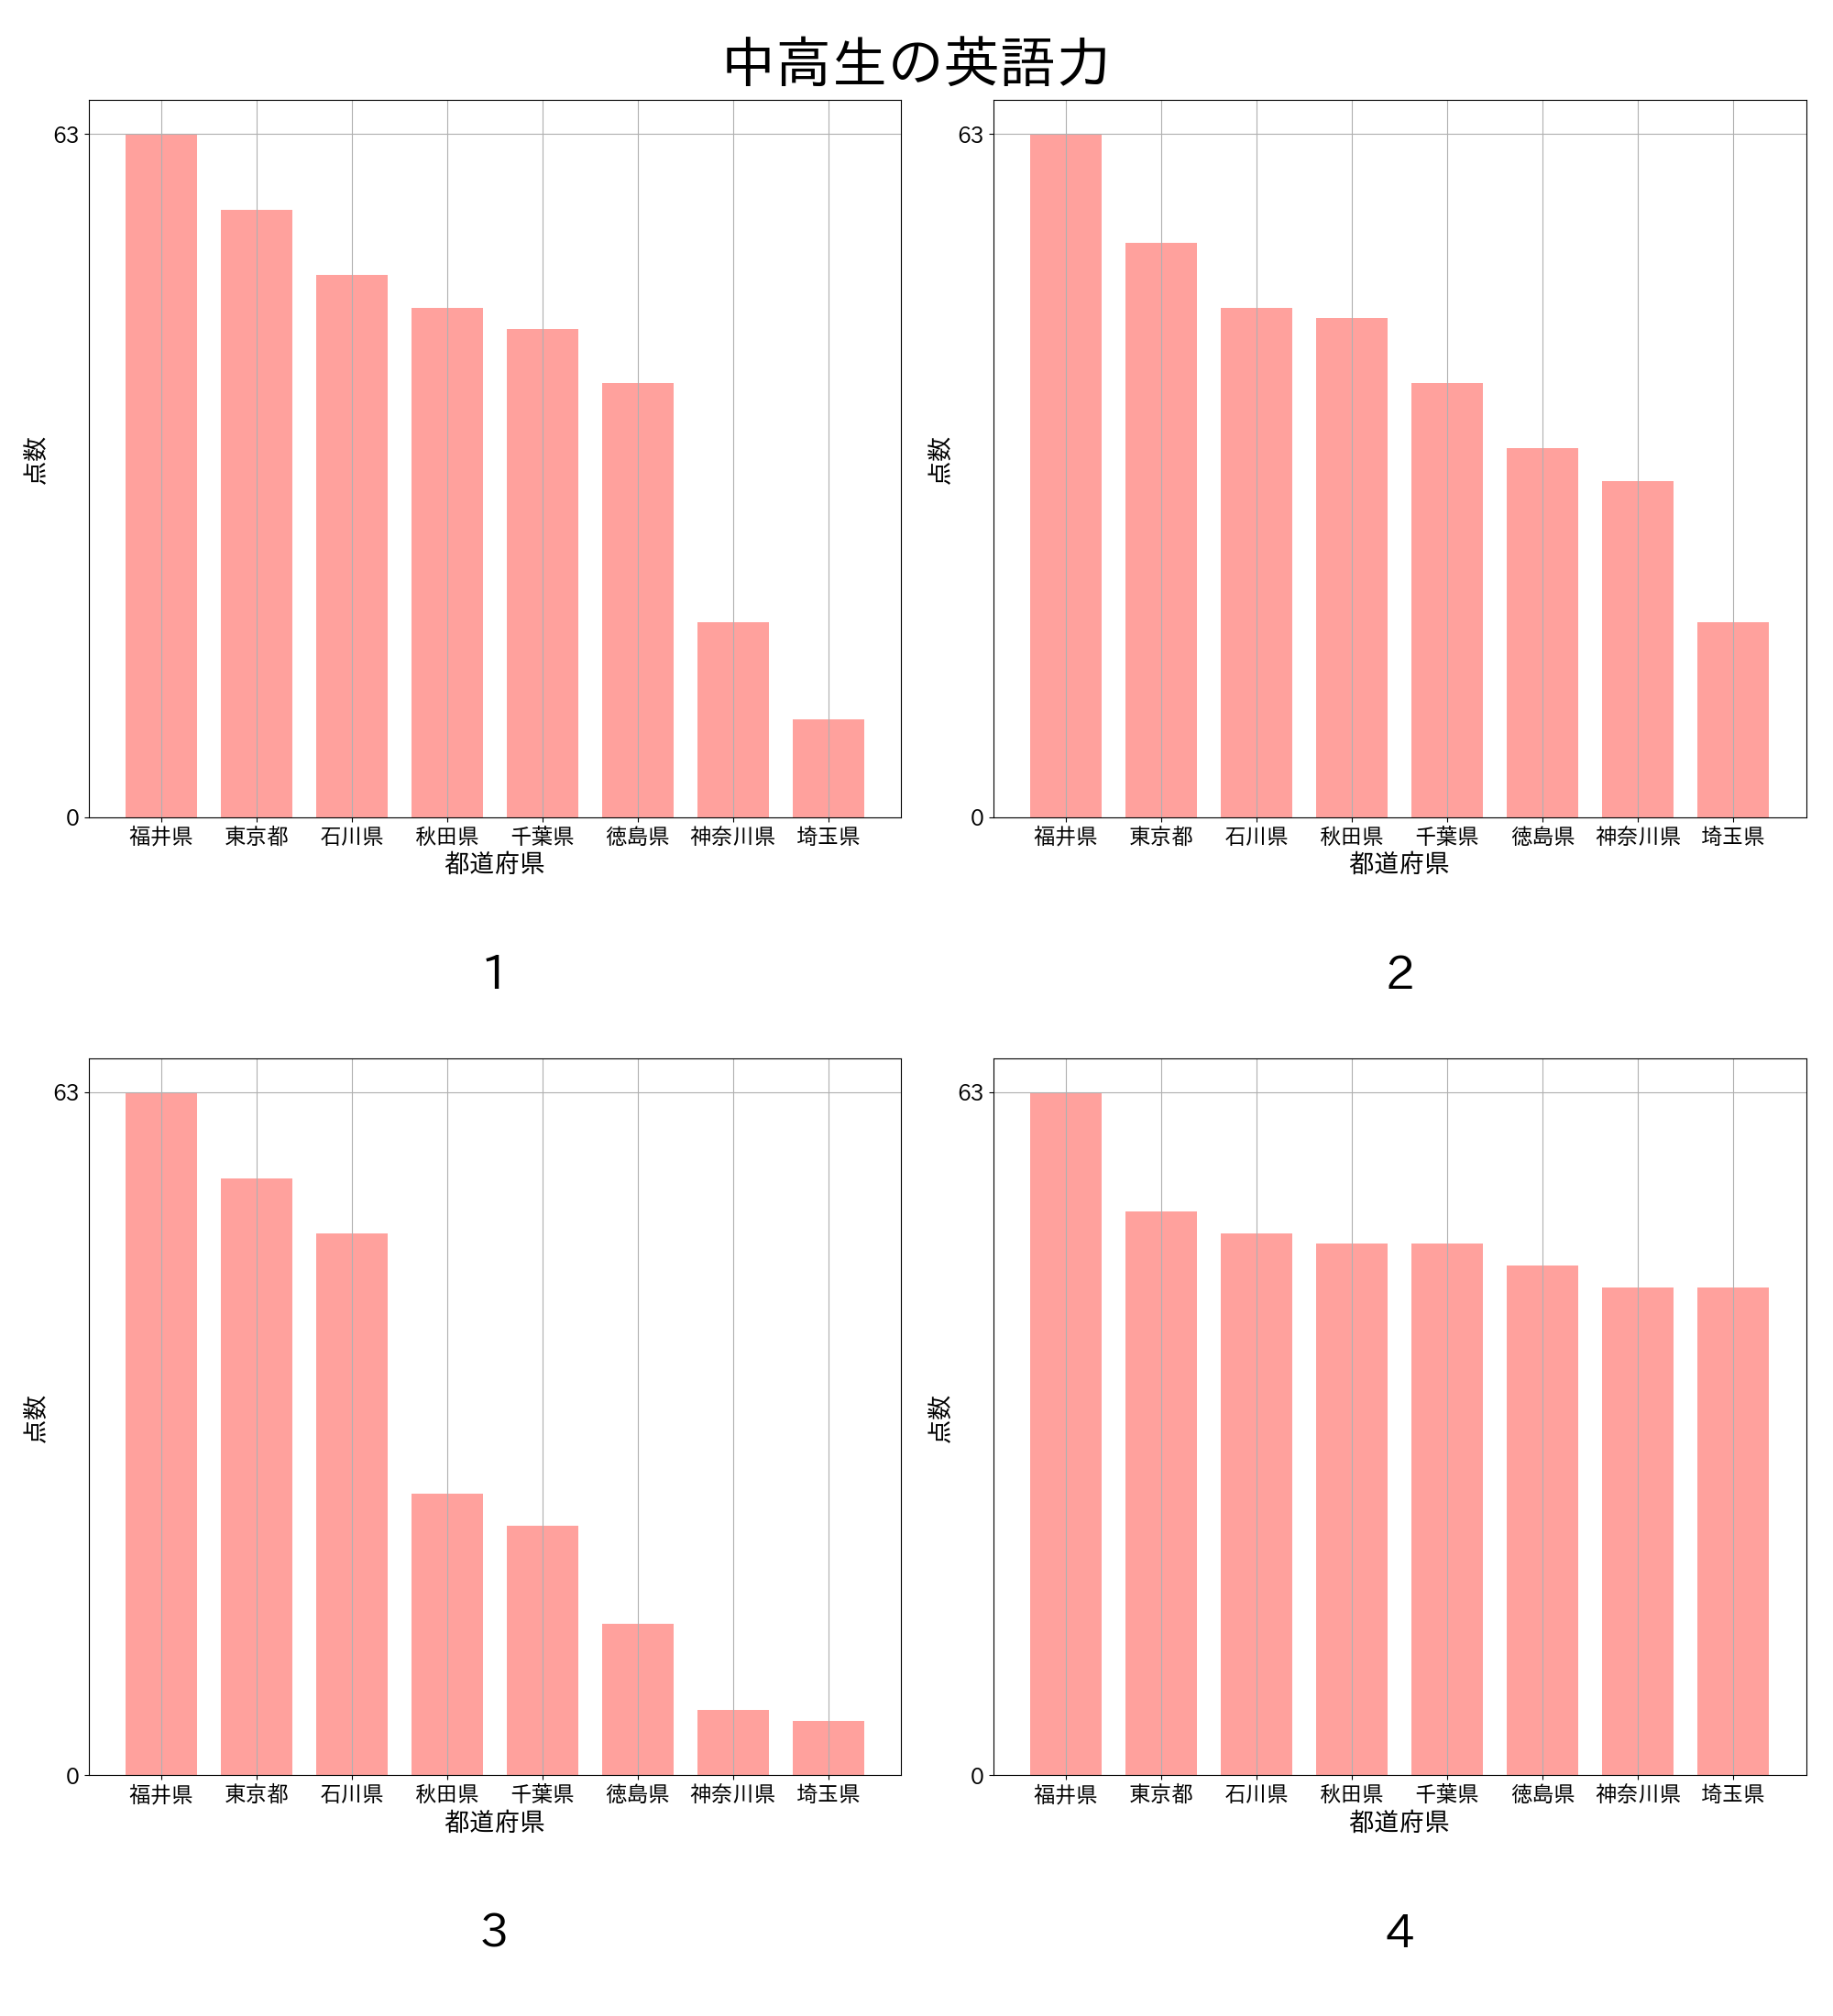 中高生の英語力
63
0
点数
福井県 東京都 石川県 秋田県 千葉県 徳島県 神奈川県 埼玉県
都道府県
1
63
0
点数
福井県 東京都 石川県 秋田県 千葉県 徳島県 神奈川県 埼玉県
都道府県
2
63
0
点数
福井県 東京都 石川県 秋田県 千葉県 徳島県 神奈川県 埼玉県
都道府県
3
63
0
点数
福井県 東京都 石川県 秋田県 千葉県 徳島県 神奈川県 埼玉県
都道府県
4